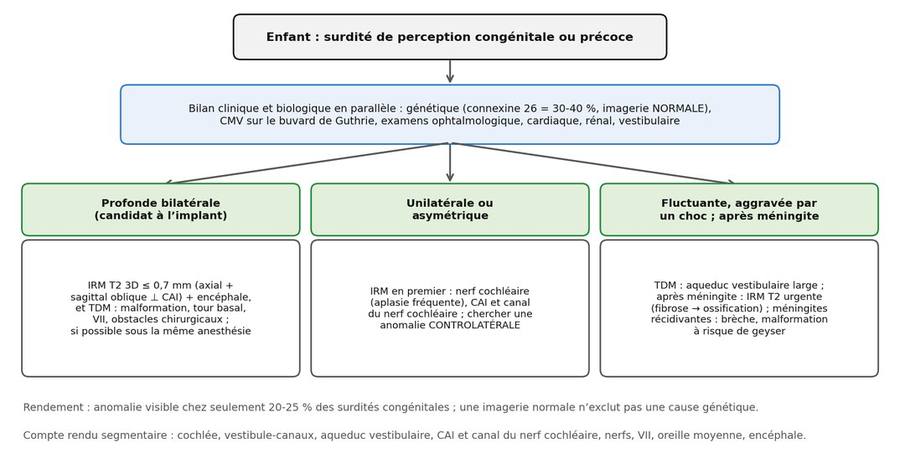 Enfant : surdité de perception congénitale ou précoce
Bilan clinique et biologique en parallèle : génétique (connexine 26 = 30-40 %, imagerie NORMALE),
CMV sur le buvard de Guthrie, examens ophtalmologique, cardiaque, rénal, vestibulaire
Profonde bilatérale
(candidat à l’implant)
IRM T2 3D ≤ 0,7 mm (axial +
sagittal oblique ⊥ CAI) + encéphale,
et TDM : malformation, tour basal,
VII, obstacles chirurgicaux ;
si possible sous la même anesthésie
Unilatérale ou
asymétrique
IRM en premier : nerf cochléaire
(aplasie fréquente), CAI et canal
du nerf cochléaire ; chercher une
anomalie CONTROLATÉRALE
Fluctuante, aggravée par
un choc ; après méningite
TDM : aqueduc vestibulaire large ;
après méningite : IRM T2 urgente
(fibrose → ossification) ; méningites
récidivantes : brèche, malformation
à risque de geyser
Rendement : anomalie visible chez seulement 20-25 % des surdités congénitales ; une imagerie normale n’exclut pas une cause génétique.
Compte rendu segmentaire : cochlée, vestibule-canaux, aqueduc vestibulaire, CAI et canal du nerf cochléaire, nerfs, VII, oreille moyenne, encéphale.